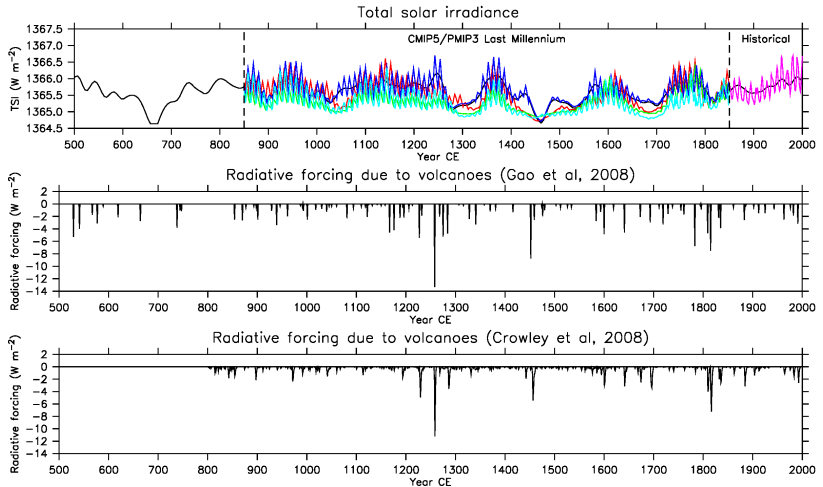 Total solar irradiance
1367.5
1367.0
1366.5
1366.0
1365.5
1365.0
1364.5
TSI (W m−2)
CMIP5/PMIP3 Last Millennium
Historical
500 600 700 800 900 1000 1100 1200 1300 1400 1500 1600 1700 1800 1900 2000
Year CE
Radiative forcing due to volcanoes (Gao et al, 2008)
2
0
−2
−4
−6
−8
−10
−12
−14
Radiative forcing (W m−2)
500 600 700 800 900 1000 1100 1200 1300 1400 1500 1600 1700 1800 1900 2000
Year CE
Radiative forcing due to volcanoes (Crowley et al, 2008)
2
0
−2
−4
−6
−8
−10
−12
−14
Radiative forcing (W m−2)
500 600 700 800 900 1000 1100 1200 1300 1400 1500 1600 1700 1800 1900 2000
Year CE